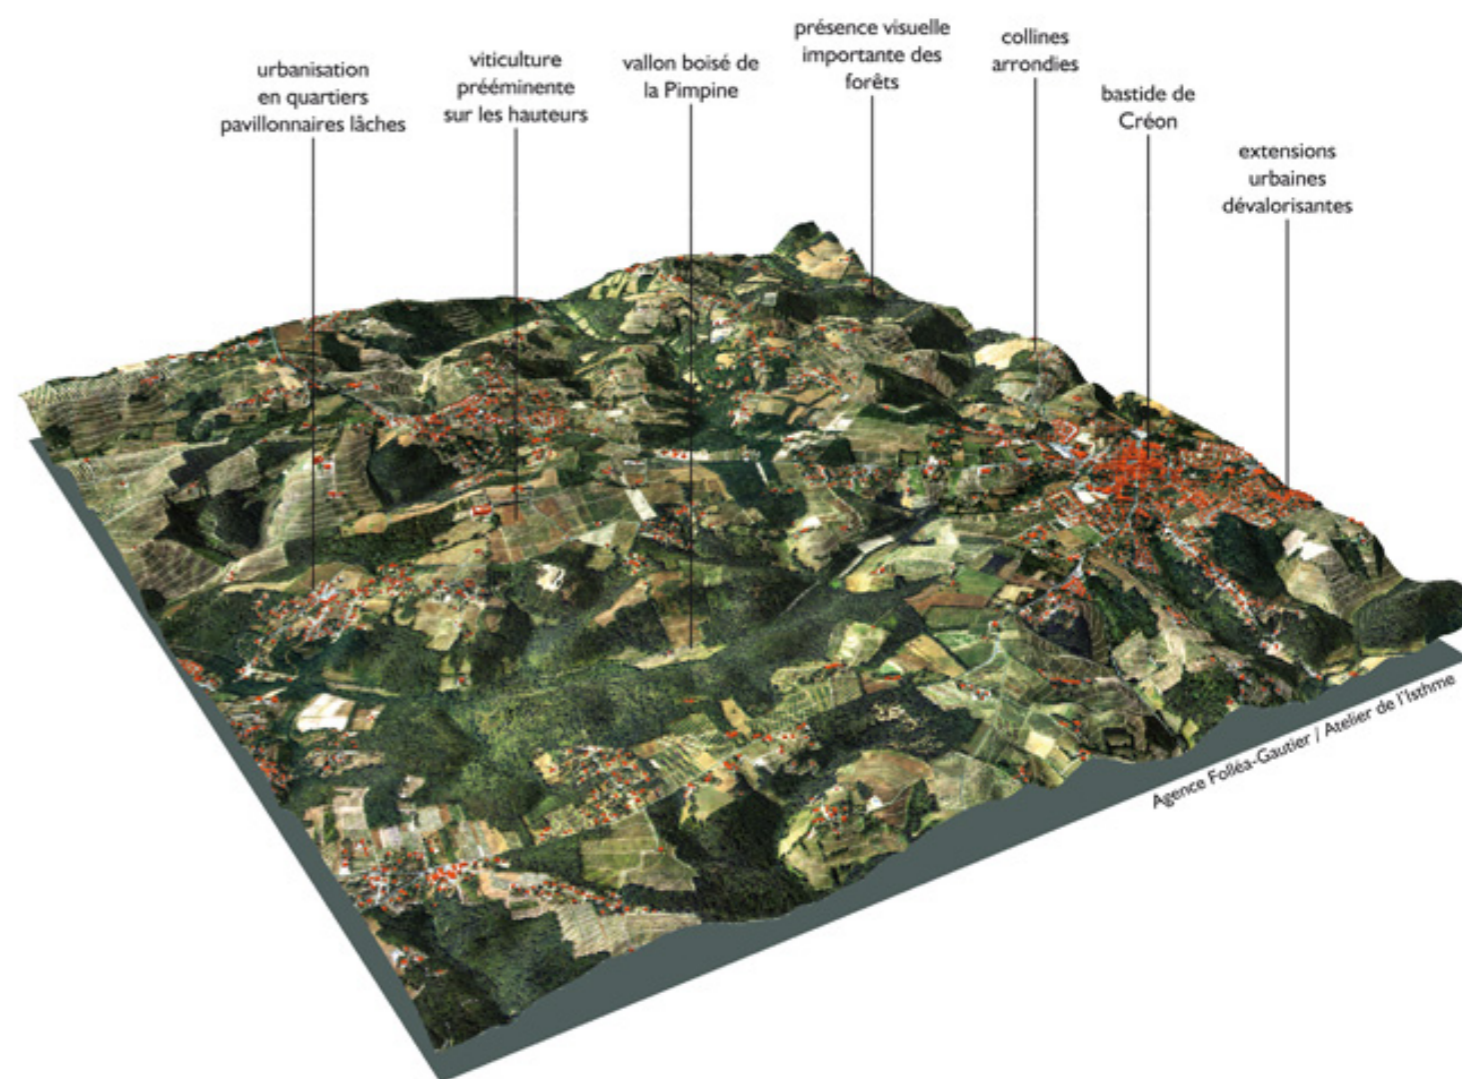 urbanisation
en quartiers
pavillonnaires lâches
viticulture
prééminente
sur les hauteurs
vallon boisé de
la Pimpine
présence visuelle
importante des
forêts
collines
arrondies
bastide de
Créon
extensions
urbaines
dévalorisantes
Agence Folléa-Gautier | Atelier de l'Isthme